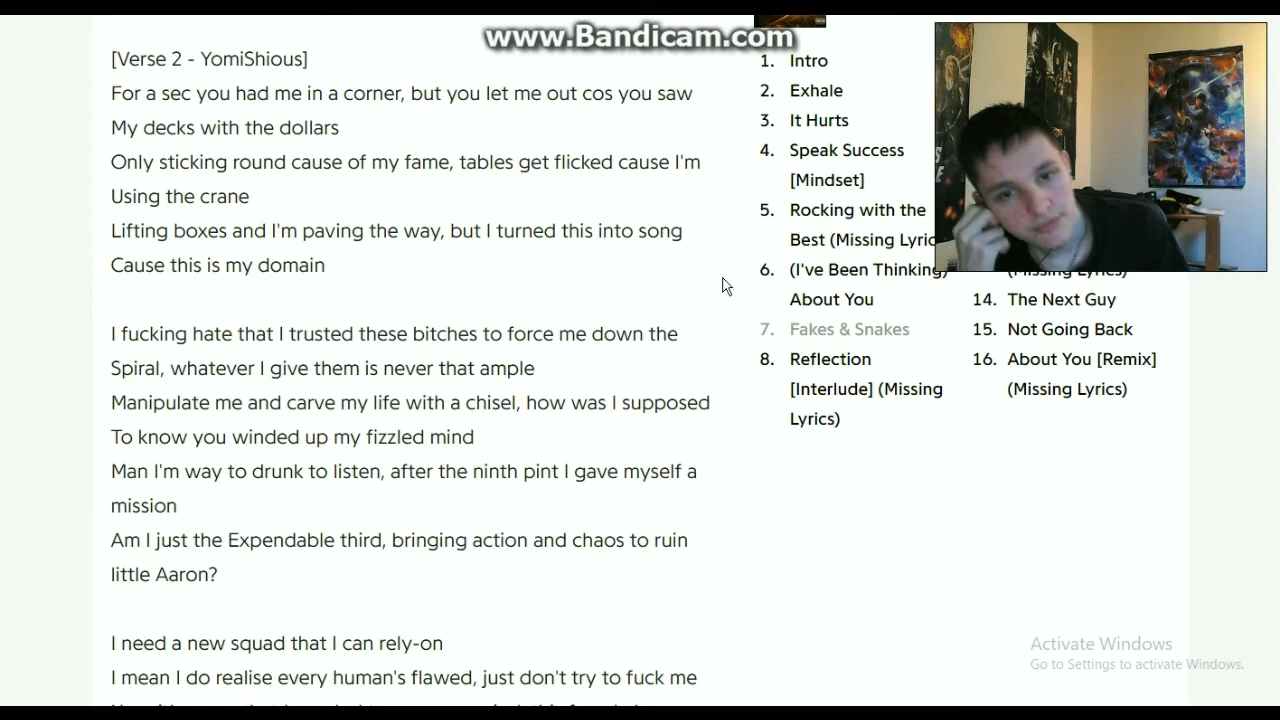 www.Bandicam.com
[Verse 2 - YomiShious]
For a sec you had me in a corner, but you let me out cos you saw
My decks with the dollars
Only sticking round cause of my fame, tables get flicked cause I'm
Using the crane
Lifting boxes and I'm paving the way, but I turned this into song
Cause this is my domain
I fucking hate that I trusted these bitches to force me down the
Spiral, whatever I give them is never that ample
Manipulate me and carve my life with a chisel, how was I supposed
To know you winded up my fizzled mind
Man I'm way to drunk to listen, after the ninth pint I gave myself a
mission
Am I just the Expendable third, bringing action and chaos to ruin
little Aaron?
I need a new squad that I can rely-on
I mean I do realise every human's flawed, just don't try to fuck me
1. Intro
2. Exhale
3. It Hurts
4. Speak Success
[Mindset]
5. Rocking with the
Best (Missing Lyric
6. (I've Been Thinking)
About You
7. Fakes & Snakes
8. Reflection
[Interlude] (Missing
Lyrics)
(Missing Lyrics)
14. The Next Guy
15. Not Going Back
16. About You [Remix]
(Missing Lyrics)
Activate Windows
Go to Settings to activate Windows.